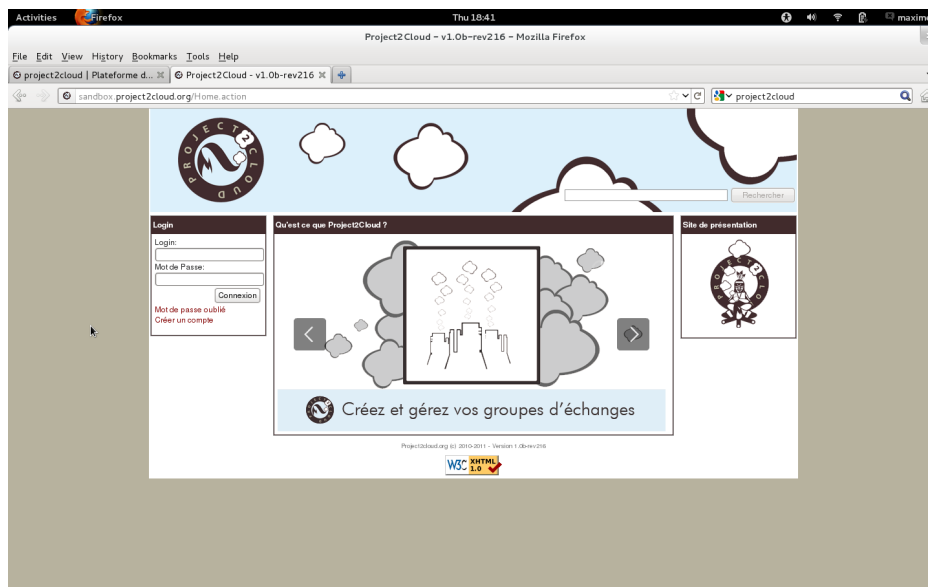 Activities Firefox Thu 18:41 maxime
Project2Cloud - v1.0b-rev216 - Mozilla Firefox
File Edit View History Bookmarks Tools Help
project2cloud | Plateforme d... Project2Cloud - v1.0b-rev216
sandbox.project2cloud.org/Home.action project2cloud
PROJECT2CLOUD
Rechercher
Login Qu'est ce que Project2Cloud ? Site de présentation
Login:
Mot de Passe:
Connexion
Mot de passe oublié
Créer un compte
Créez et gérez vos groupes d'échanges
Project2cloud.org (c) 2010-2011 - Version 1.0b-rev216
W3C XHTML 1.0